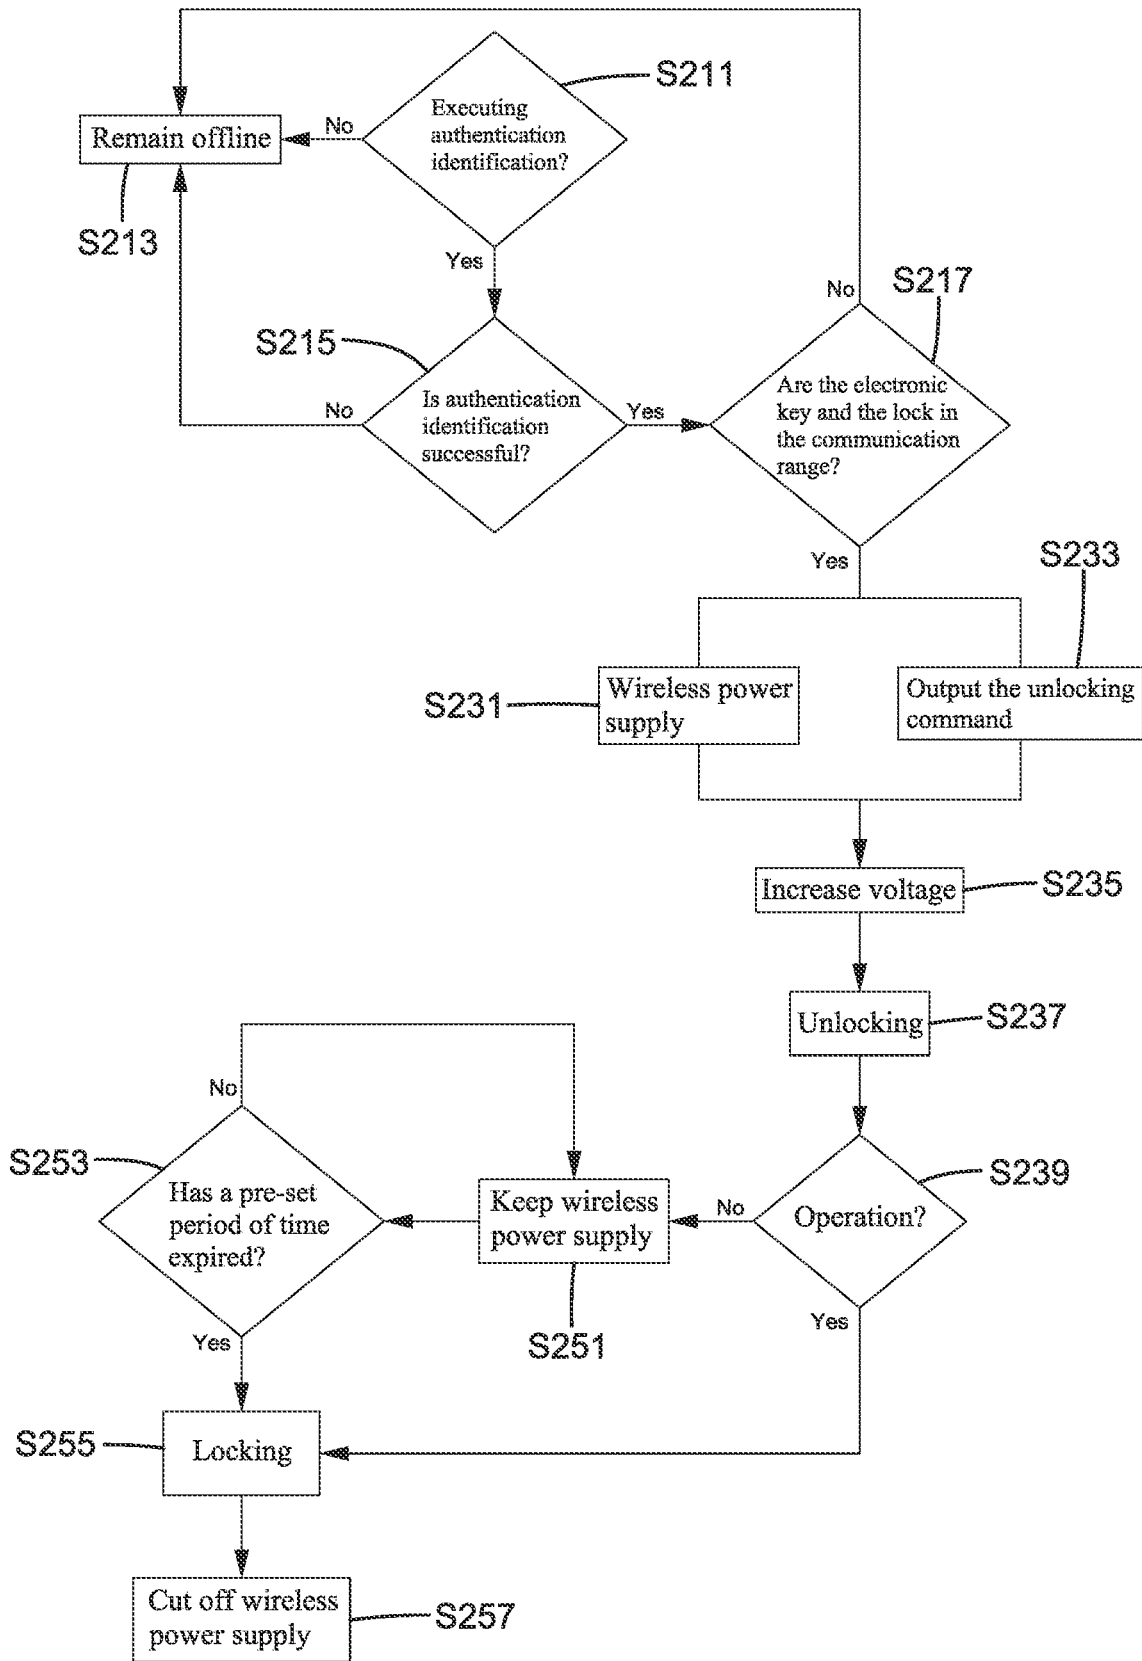 S211
Executing
authentication
identification?
No
Remain offline
S213
Yes
S217
No
S215
Is authentication
identification
successful?
No
Yes
Are the electronic
key and the lock in
the communication
range?
Yes
S233
S231
Wireless power
supply
Output the unlocking
command
Increase voltage
S235
Unlocking
S237
No
S253
Has a pre-set
period of time
expired?
Keep wireless
power supply
No
S239
Operation?
S251
Yes
Yes
S255
Locking
Cut off wireless
power supply
S257